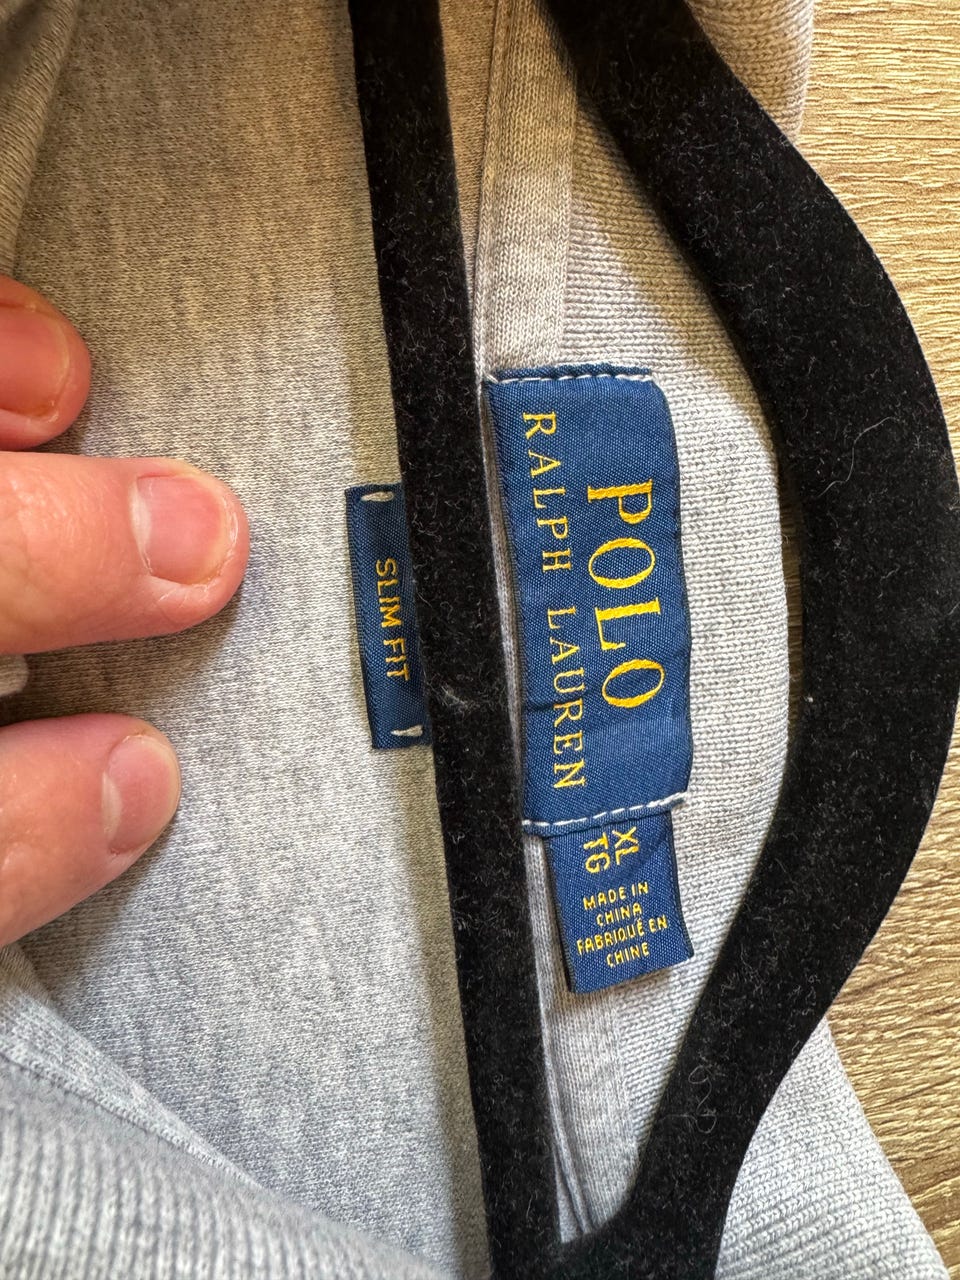 POLO
RALPH LAUREN
XL
TG
MADE IN
CHINA
FABRIQUÉ EN
CHINE
SLIM FIT